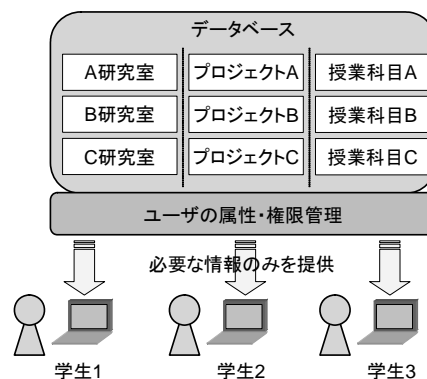 データベース
A研究室 プロジェクトA 授業科目A
B研究室 プロジェクトB 授業科目B
C研究室 プロジェクトC 授業科目C
ユーザの属性・権限管理
必要な情報のみを提供
学生1 学生2 学生3